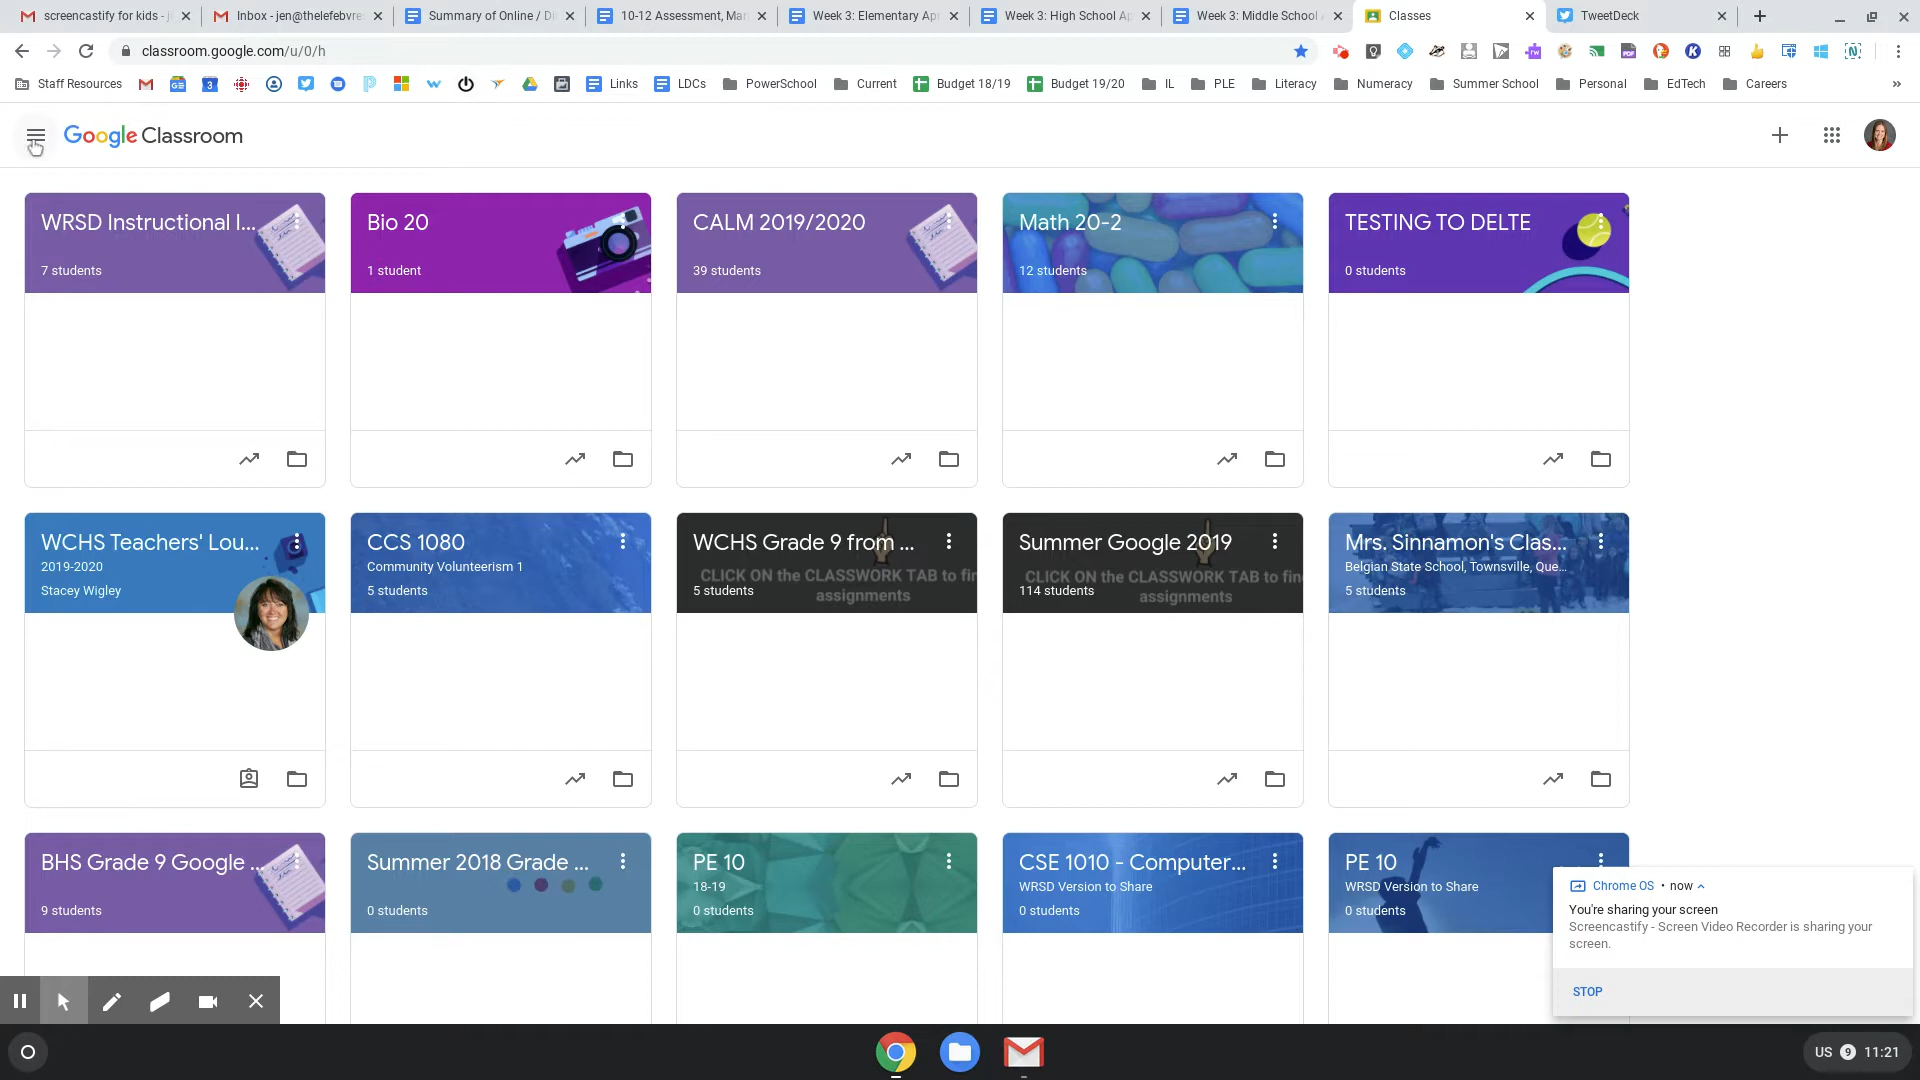 screencastify for kids - j
Inbox - jen@thelefebvre
Summary of Online / Di
10-12 Assessment, Mar
Week 3: Elementary Ap
Week 3: High School Ap
Week 3: Middle School
Classes
TweetDeck
classroom.google.com/u/0/h
Staff Resources
Links
LDCs
PowerSchool
Current
Budget 18/19
Budget 19/20
IL
PLE
Literacy
Numeracy
Summer School
Personal
EdTech
Careers
»
Google Classroom
WRSD Instructional I...
7 students
Bio 20
1 student
CALM 2019/2020
39 students
Math 20-2
12 students
TESTING TO DELTE
0 students
WCHS Teachers' Lou...
2019-2020
Stacey Wigley
CCS 1080
Community Volunteerism 1
5 students
WCHS Grade 9 from ...
CLICK ON the CLASSWORK TAB to fin
5 students
assignments
Summer Google 2019
CLICK ON the CLASSWORK TAB to fin
114 students
assignments
Mrs. Sinnamon's Clas...
Belgian State School, Townsville, Que...
5 students
BHS Grade 9 Google ...
9 students
Summer 2018 Grade ...
0 students
PE 10
18-19
0 students
CSE 1010 - Computer...
WRSD Version to Share
0 students
PE 10
WRSD Version to Share
0 students
Chrome OS • now
You're sharing your screen
Screencastify - Screen Video Recorder is sharing your
screen.
STOP
US 9 11:21